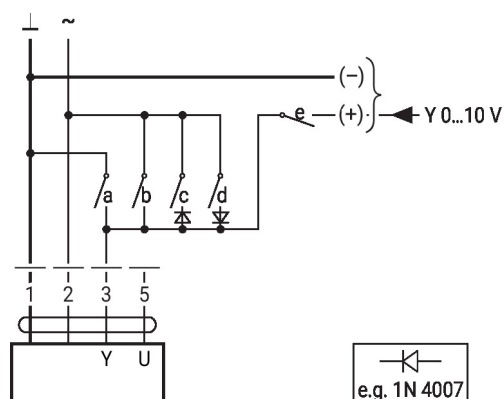 ⊥ ~
(–)
e (+) Y 0...10 V
a b c d
1 2 3 5
Y U
e.g. 1N 4007